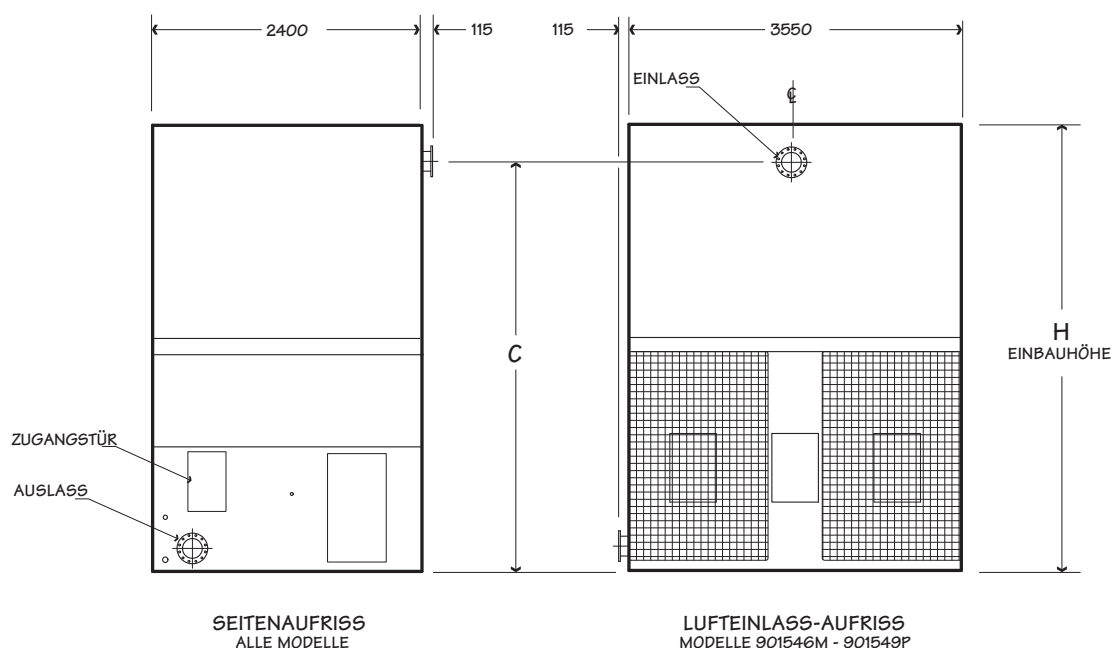 2400
115
115
3550
EINLASS
℄
C
H
EINBAUHÖHE
ZUGANGSTÜR
AUSLASS
SEITENAUFRISS
ALLE MODELLE
LUFTEINLASS-AUFRISS
MODELLE 901546M - 901549P